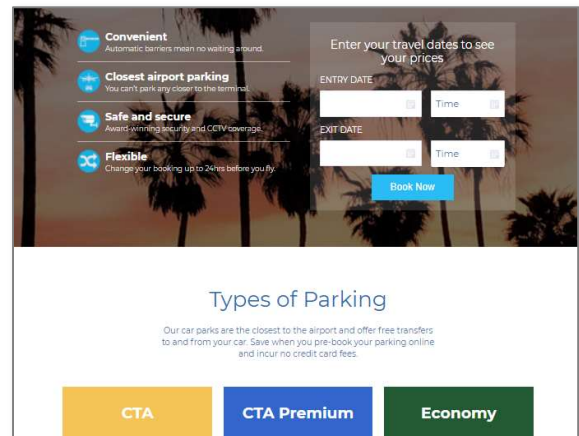 Convenient
Automatic barriers mean no waiting around.
Closest airport parking
You can't park any closer to the terminal.
Safe and secure
Award-winning security and CCTV coverage.
Flexible
Change your booking up to 24hrs before you fly.
Enter your travel dates to see
your prices
ENTRY DATE
Time
EXIT DATE
Time
Book Now
Types of Parking
Our car parks are the closest to the airport and offer free transfers
to and from your car. Save when you pre-book your parking online
and incur no credit card fees.
CTA
CTA Premium
Economy